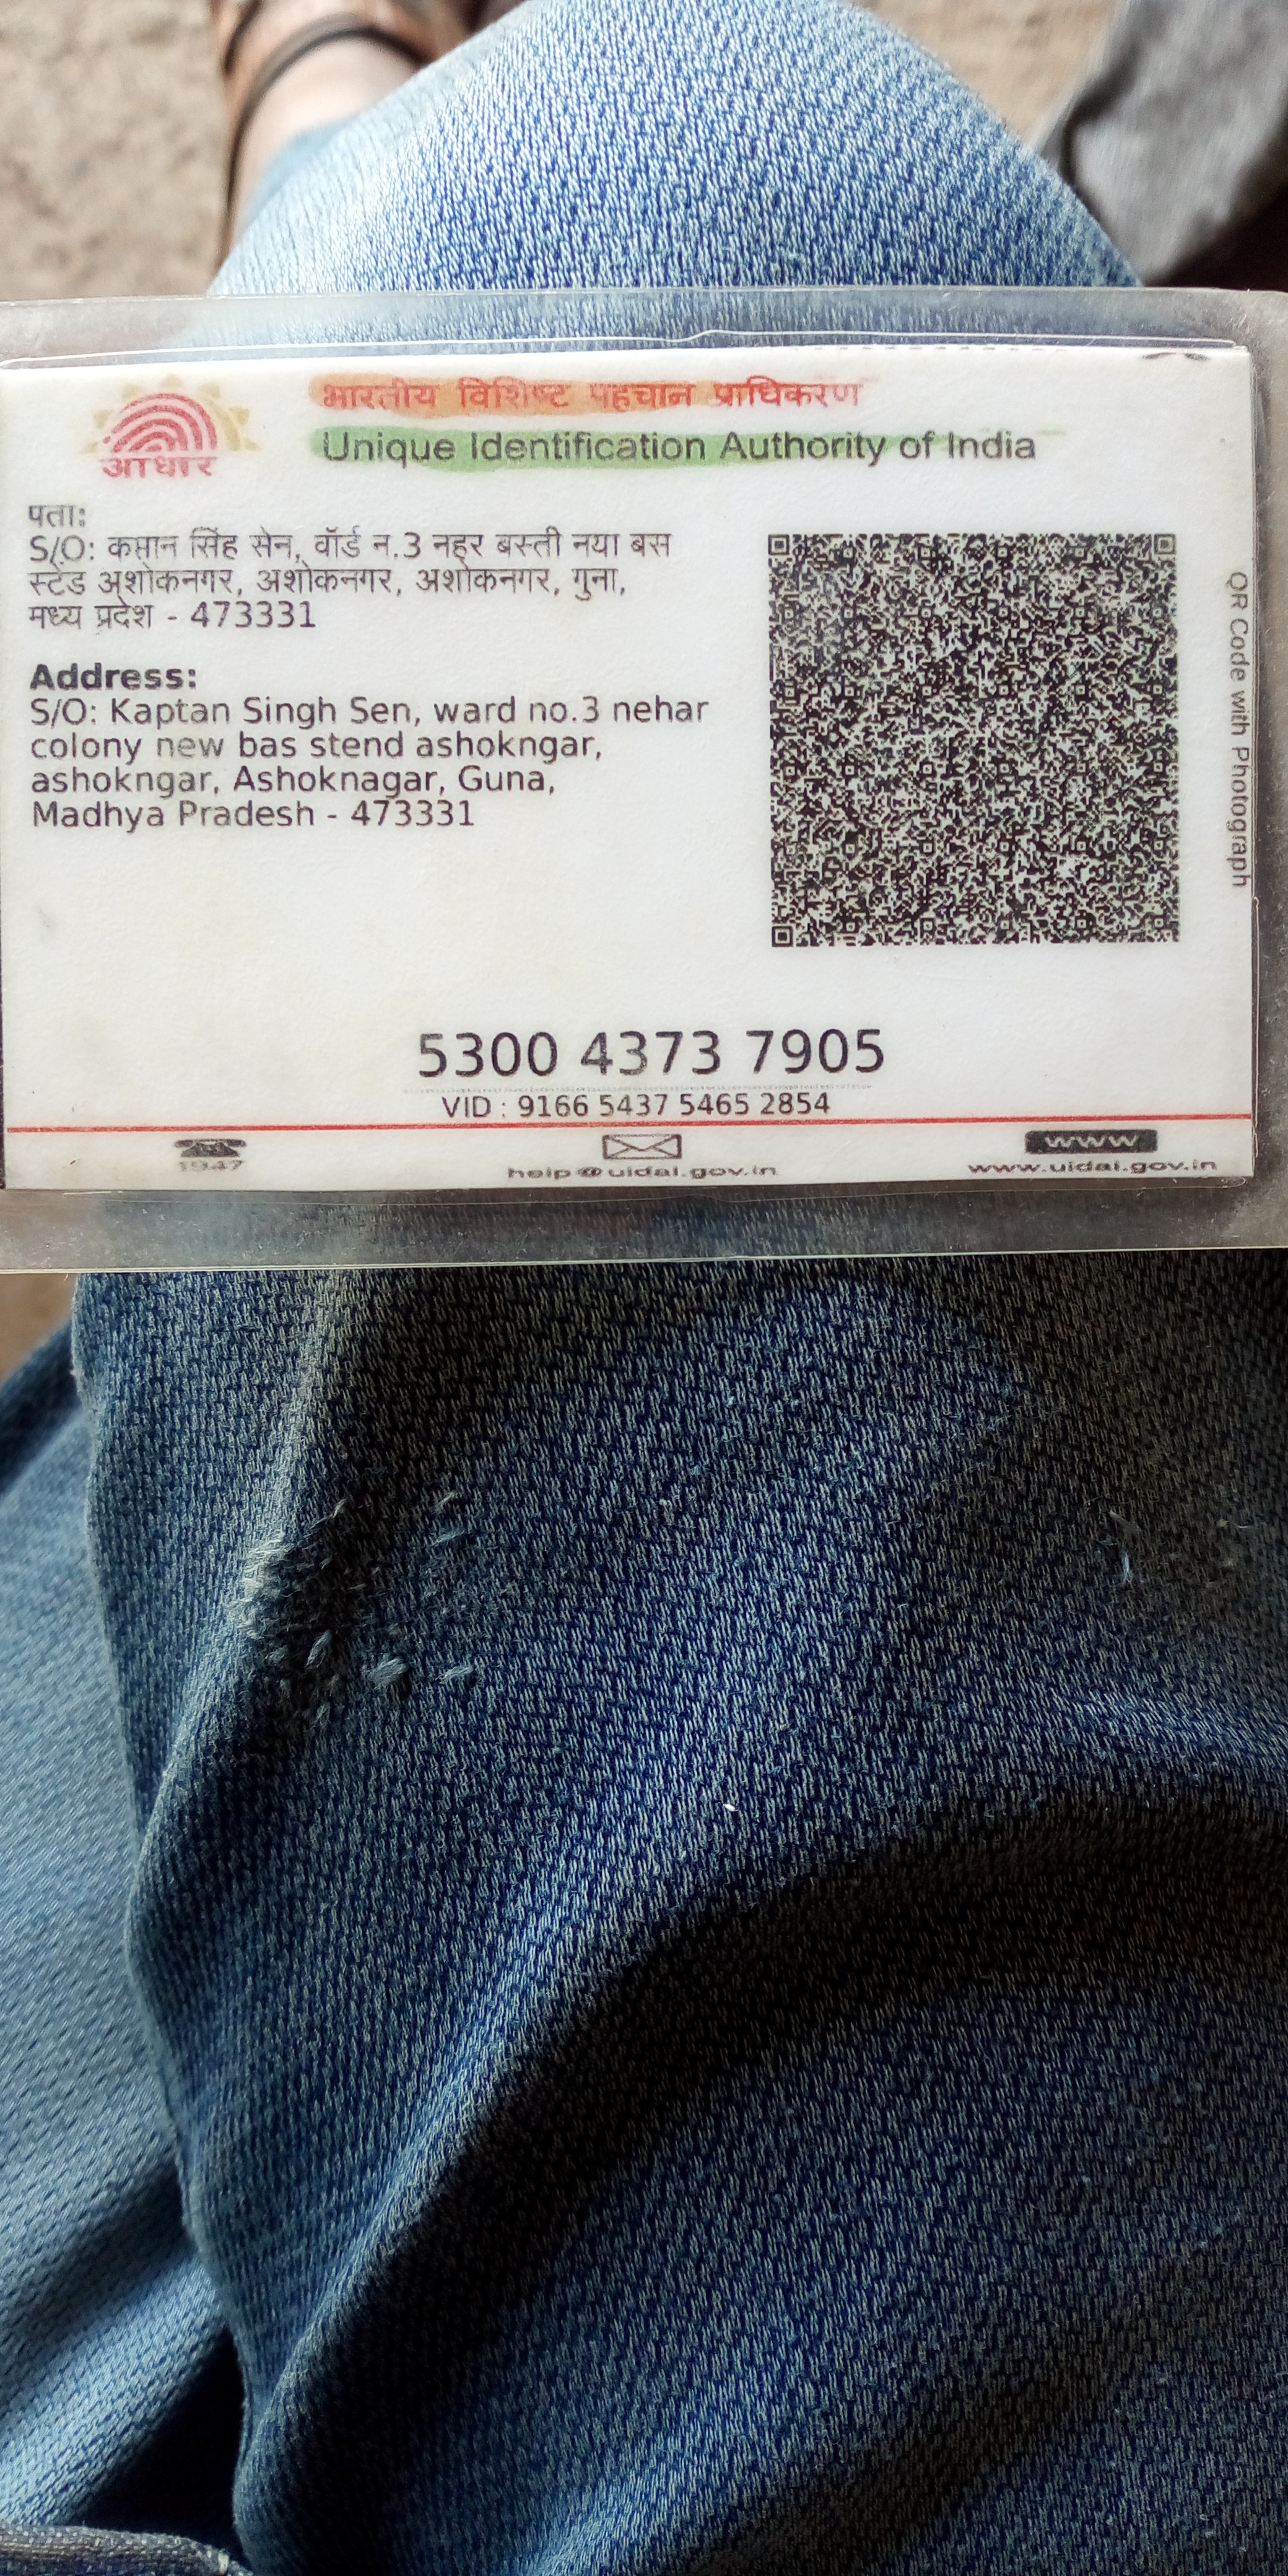 आधार
भारतीय विशिष्ट पहचान प्राधिकरण
Unique Identification Authority of India
पता:
S/O: कप्तान सिंह सेन, वॉर्ड न.3 नहर बस्ती नया बस
स्टेंड अशोकनगर, अशोकनगर, अशोकनगर, गुना,
मध्य प्रदेश - 473331
Address:
S/O: Kaptan Singh Sen, ward no.3 nehar
colony new bas stend ashokngar,
ashokngar, Ashoknagar, Guna,
Madhya Pradesh - 473331
QR Code with Photograph
5300 4373 7905
VID : 9166 5437 5465 2854
1947
help@uidai.gov.in
www
www.uidai.gov.in